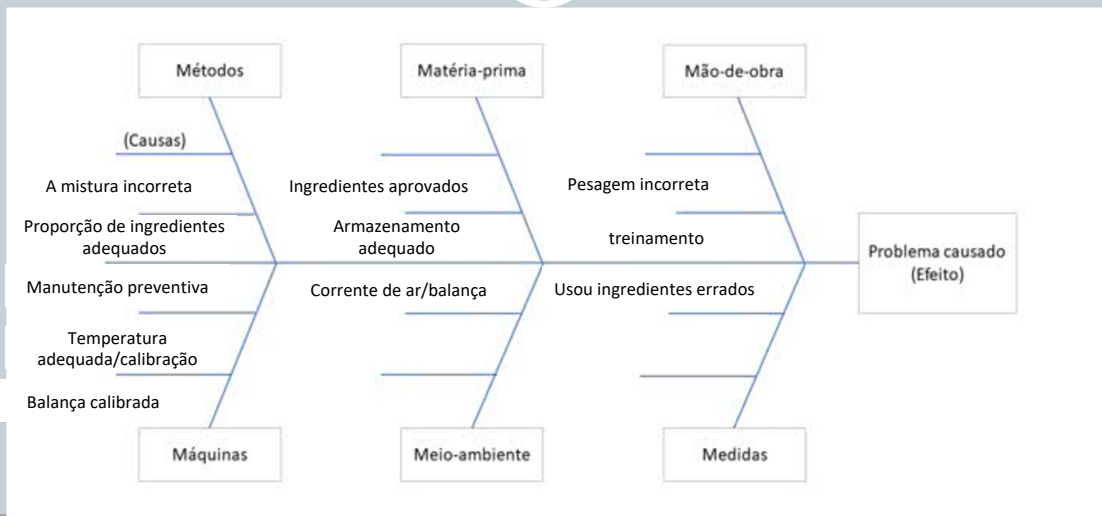 Métodos
Matéria-prima
Mão-de-obra
(Causas)
A mistura incorreta
Ingredientes aprovados
Pesagem incorreta
Proporção de ingredientes
adequados
Armazenamento
adequado
treinamento
Problema causado
(Efeito)
Manutenção preventiva
Corrente de ar/balança
Usou ingredientes errados
Temperatura
adequada/calibração
Balança calibrada
Máquinas
Meio-ambiente
Medidas